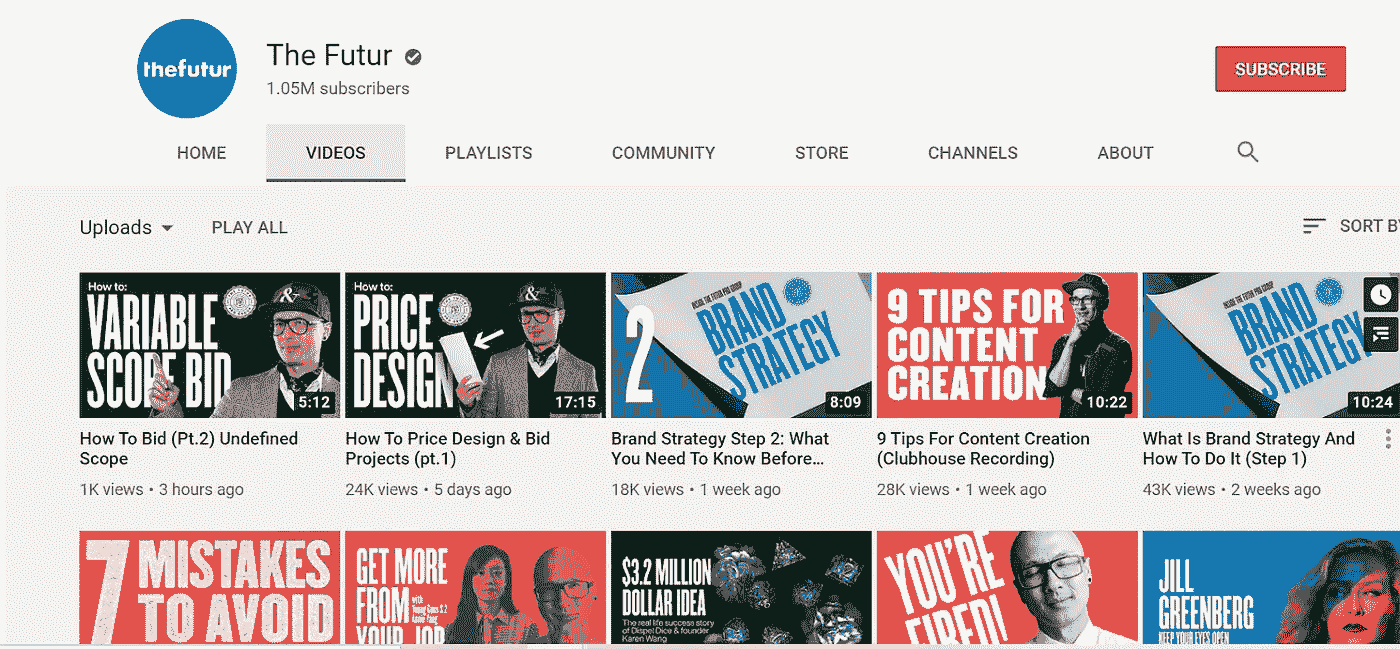 thefutur
The Futur
1.05M subscribers
SUBSCRIBE
HOME
VIDEOS
PLAYLISTS
COMMUNITY
STORE
CHANNELS
ABOUT
Uploads
PLAY ALL
SORT BY
How to:
VARIABLE
SCOPE BID
5:12
How to:
PRICE
DESIGN
17:15
2
INSIDE THE FUTUR PRO GROUP
BRAND
STRATEGY
8:09
9 TIPS FOR
CONTENT
CREATION
10:22
INSIDE THE FUTUR PRO GROUP
BRAND
STRATEGY
10:24
How To Bid (Pt.2) Undefined
Scope
1K views • 3 hours ago
How To Price Design & Bid
Projects (pt.1)
24K views • 5 days ago
Brand Strategy Step 2: What
You Need To Know Before...
18K views • 1 week ago
9 Tips For Content Creation
(Clubhouse Recording)
28K views • 1 week ago
What Is Brand Strategy And
How To Do It (Step 1)
43K views • 2 weeks ago
7 MISTAKES
TO AVOID
GET MORE
FROM
with
Young Guns
YOUR JOB
$3.2 MILLION
DOLLAR IDEA
The real life success story
of Dispel Dice & founder
Karen Wang
YOU'RE
FIRED!
JILL
GREENBERG
KEEP YOUR EYES OPEN